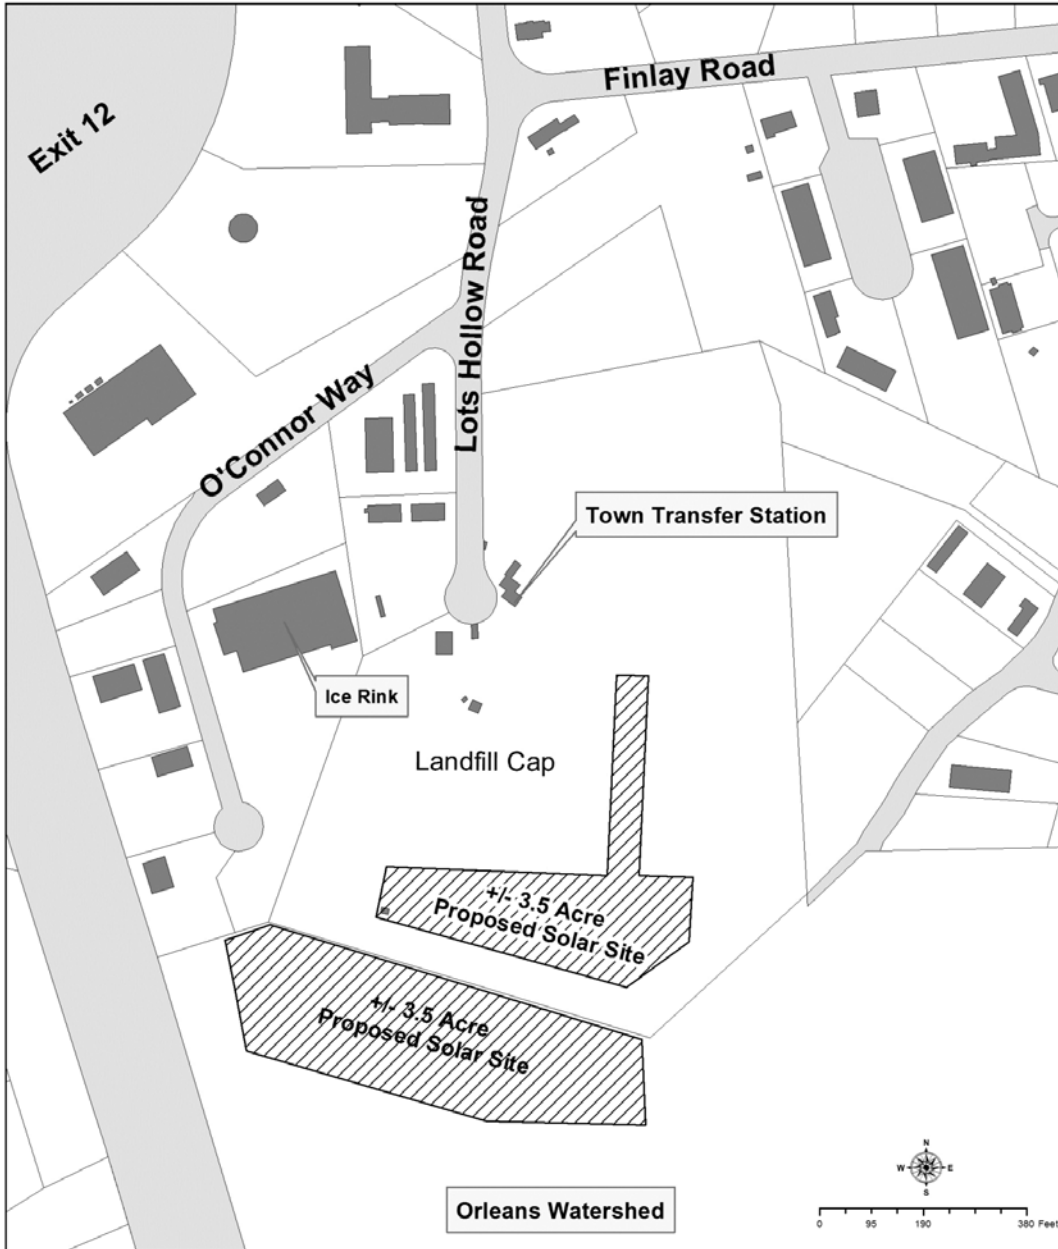 Finlay Road
Exit 12
Lots Hollow Road
O'Connor Way
Town Transfer Station
Ice Rink
Landfill Cap
+/- 3.5 Acre
Proposed Solar Site
+/- 3.5 Acre
Proposed Solar Site
N
W E
S
Orleans Watershed
0 95 190 380 Feet